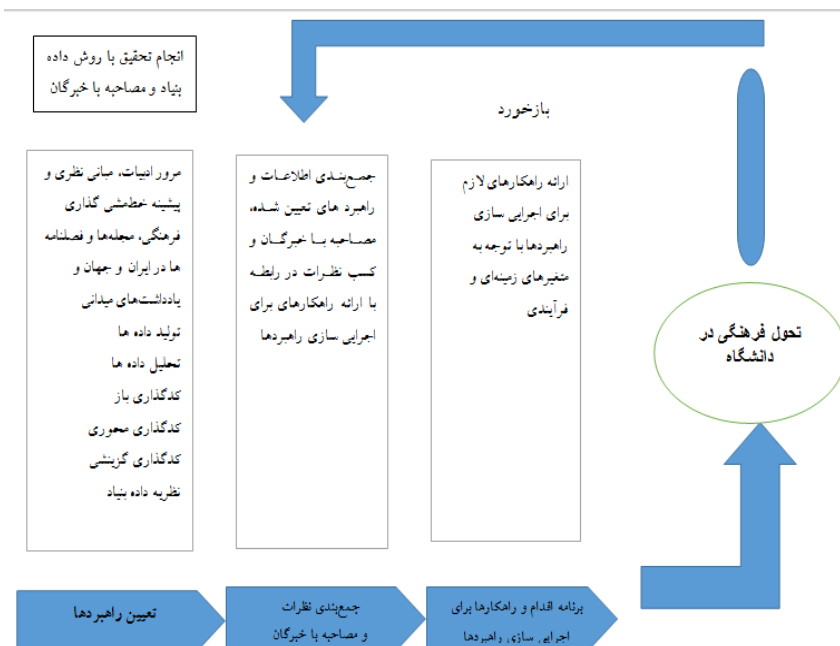 انجام تحقیق با روش داده
بنیاد و مصاحبه با خبرگان
بازخورد
مرور ادبیات، مبانی نظری و
پیشینه خط‌مشی گذاری
فرهنگی، مجله‌ها و فصلنامه
ها در ایران و جهان و
یادداشت‌های میدانی
تولید داده ها
تحلیل داده ها
کدگذاری باز
کدگذاری محوری
کدگذاری گزینشی
نظریه داده بنیاد
جمع‌بندی اطلاعات و
راهبرد های تعیین شده،
مصاحبه با خبرگان و
کسب نظرات در رابطه
با ارائه راهکارهای برای
اجرایی سازی راهبردها
ارائه راهکارهای لازم
برای اجرایی سازی
راهبردها با توجه به
متغیرهای زمینه‌ای و
فرآیندی
تحول فرهنگی در
دانشگاه
تعیین راهبردها
جمع‌بندی نظرات
و مصاحبه با خبرگان
برنامه اقدام و راهکارها برای
اجرایی سازی راهبردها